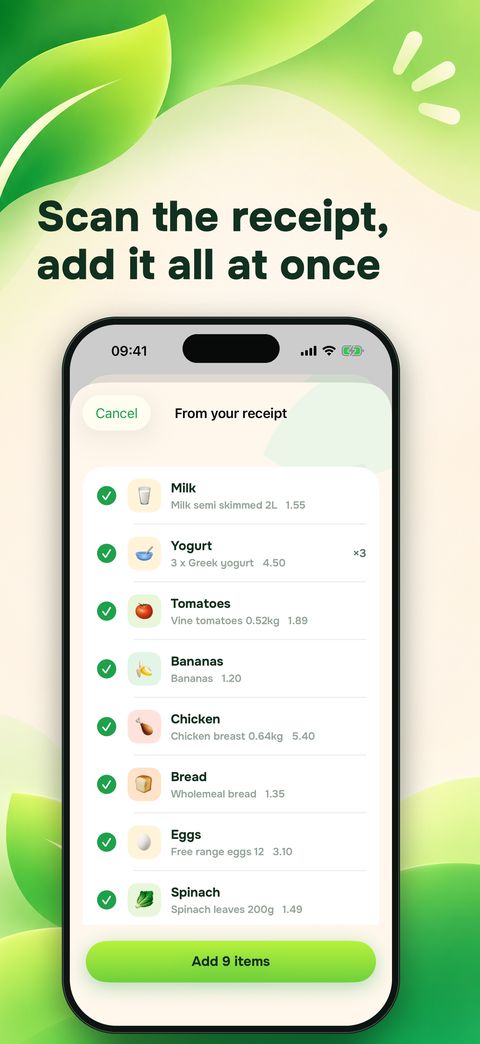 Scan the receipt,
add it all at once
09:41
Cancel
From your receipt
Milk
Milk semi skimmed 2L 1.55
Yogurt
3 x Greek yogurt 4.50
×3
Tomatoes
Vine tomatoes 0.52kg 1.89
Bananas
Bananas 1.20
Chicken
Chicken breast 0.64kg 5.40
Bread
Wholemeal bread 1.35
Eggs
Free range eggs 12 3.10
Spinach
Spinach leaves 200g 1.49
Add 9 items